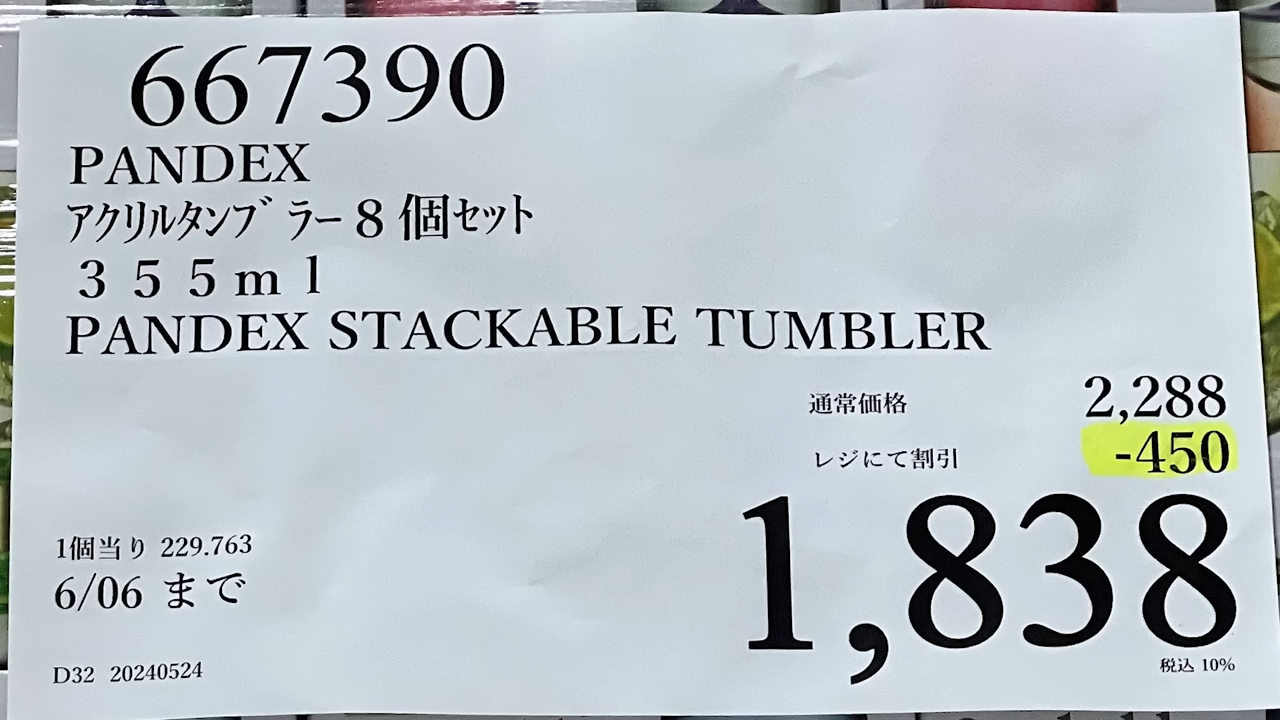 667390
PANDEX
ｱｸﾘﾙﾀﾝﾌﾞﾗｰ８個ｾｯﾄ
３５５ｍｌ
PANDEX STACKABLE TUMBLER
通常価格 2,288
レジにて割引 -450
1,838
1個当り 229.763
6/06 まで
税込 10%
D32 20240524